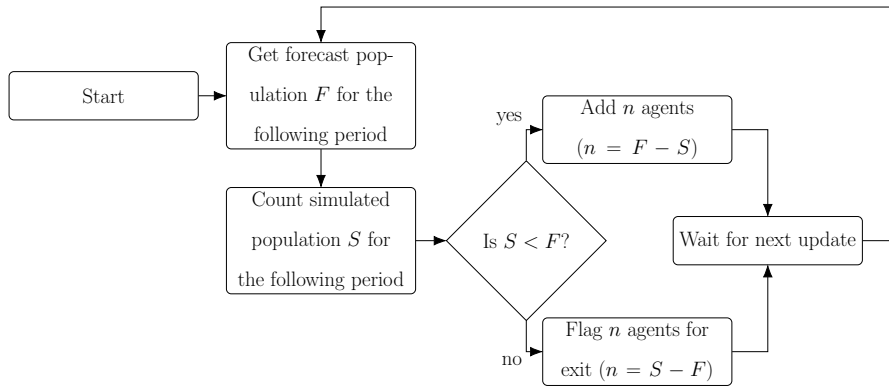 Start
Get forecast pop-
ulation F for the
following period
Count simulated
population S for
the following period
Is S < F?
yes
Add n agents
(n = F − S)
no
Flag n agents for
exit (n = S − F)
Wait for next update